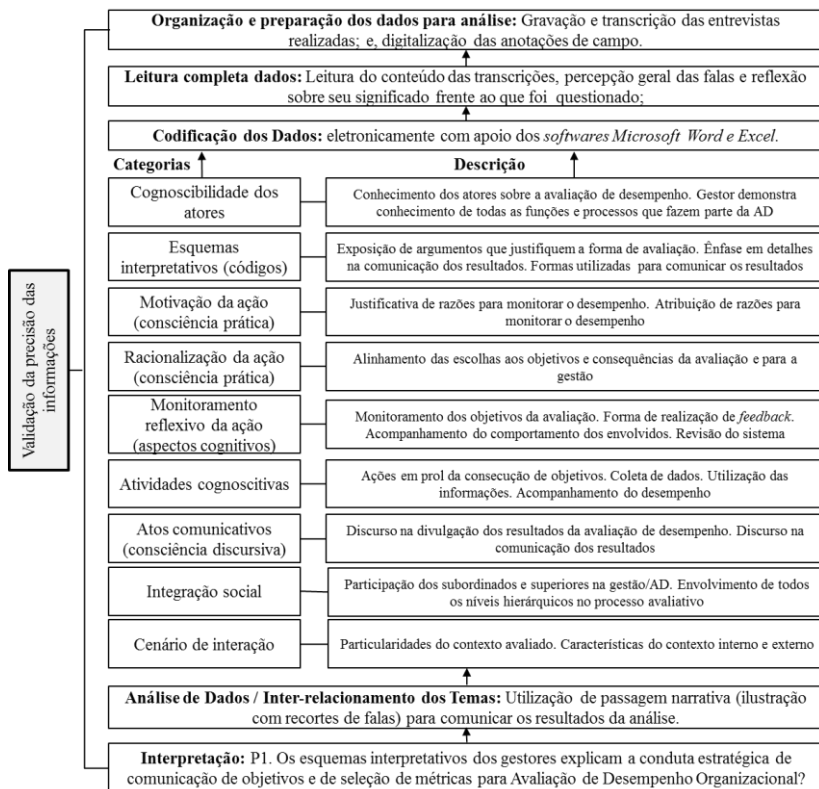 Organização e preparação dos dados para análise: Gravação e transcrição das entrevistas
realizadas; e, digitalização das anotações de campo.
Leitura completa dados: Leitura do conteúdo das transcrições, percepção geral das falas e reflexão
sobre seu significado frente ao que foi questionado;
Codificação dos Dados: eletronicamente com apoio dos softwares Microsoft Word e Excel.
Categorias
Descrição
Cognoscibilidade dos
atores
Conhecimento dos atores sobre a avaliação de desempenho. Gestor demonstra
conhecimento de todas as funções e processos que fazem parte da AD
Esquemas
interpretativos (códigos)
Exposição de argumentos que justifiquem a forma de avaliação. Ênfase em detalhes
na comunicação dos resultados. Formas utilizadas para comunicar os resultados
Motivação da ação
(consciência prática)
Justificativa de razões para monitorar o desempenho. Atribuição de razões para
monitorar o desempenho
Racionalização da ação
(consciência prática)
Alinhamento das escolhas aos objetivos e consequências da avaliação e para a
gestão
Monitoramento
reflexivo da ação
(aspectos cognitivos)
Monitoramento dos objetivos da avaliação. Forma de realização de feedback.
Acompanhamento do comportamento dos envolvidos. Revisão do sistema
Atividades cognoscitivas
Ações em prol da consecução de objetivos. Coleta de dados. Utilização das
informações. Acompanhamento do desempenho
Atos comunicativos
(consciência discursiva)
Discurso na divulgação dos resultados da avaliação de desempenho. Discurso na
comunicação dos resultados
Integração social
Participação dos subordinados e superiores na gestão/AD. Envolvimento de todos
os níveis hierárquicos no processo avaliativo
Cenário de interação
Particularidades do contexto avaliado. Características do contexto interno e externo
Análise de Dados / Inter-relacionamento dos Temas: Utilização de passagem narrativa (ilustração
com recortes de falas) para comunicar os resultados da análise.
Interpretação: P1. Os esquemas interpretativos dos gestores explicam a conduta estratégica de
comunicação de objetivos e de seleção de métricas para Avaliação de Desempenho Organizacional?
Validação da precisão das
informações